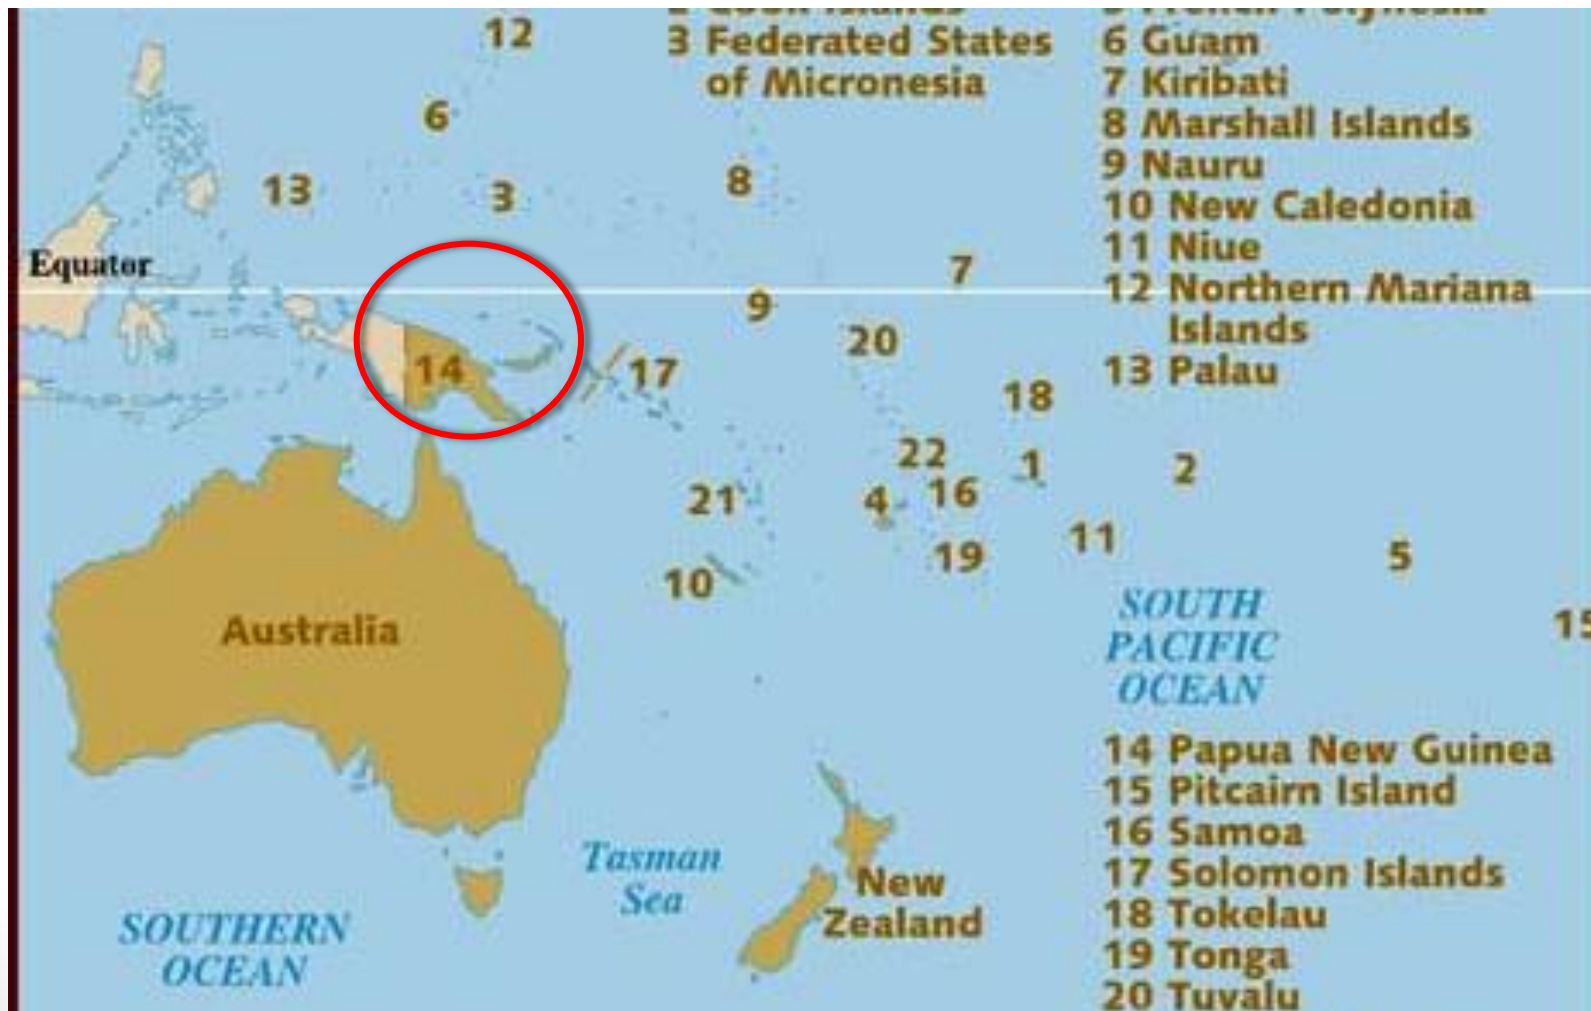 12
3 Federated States
of Micronesia
6 Guam
7 Kiribati
8 Marshall Islands
9 Nauru
10 New Caledonia
11 Niue
12 Northern Mariana
Islands
13 Palau
6
13
3
8
Equator
7
9
20
14
17
18
22
1
2
21
4
16
19
11
5
10
15
Australia
SOUTH
PACIFIC
OCEAN
14 Papua New Guinea
15 Pitcairn Island
16 Samoa
17 Solomon Islands
18 Tokelau
19 Tonga
20 Tuvalu
Tasman
Sea
New
Zealand
SOUTHERN
OCEAN